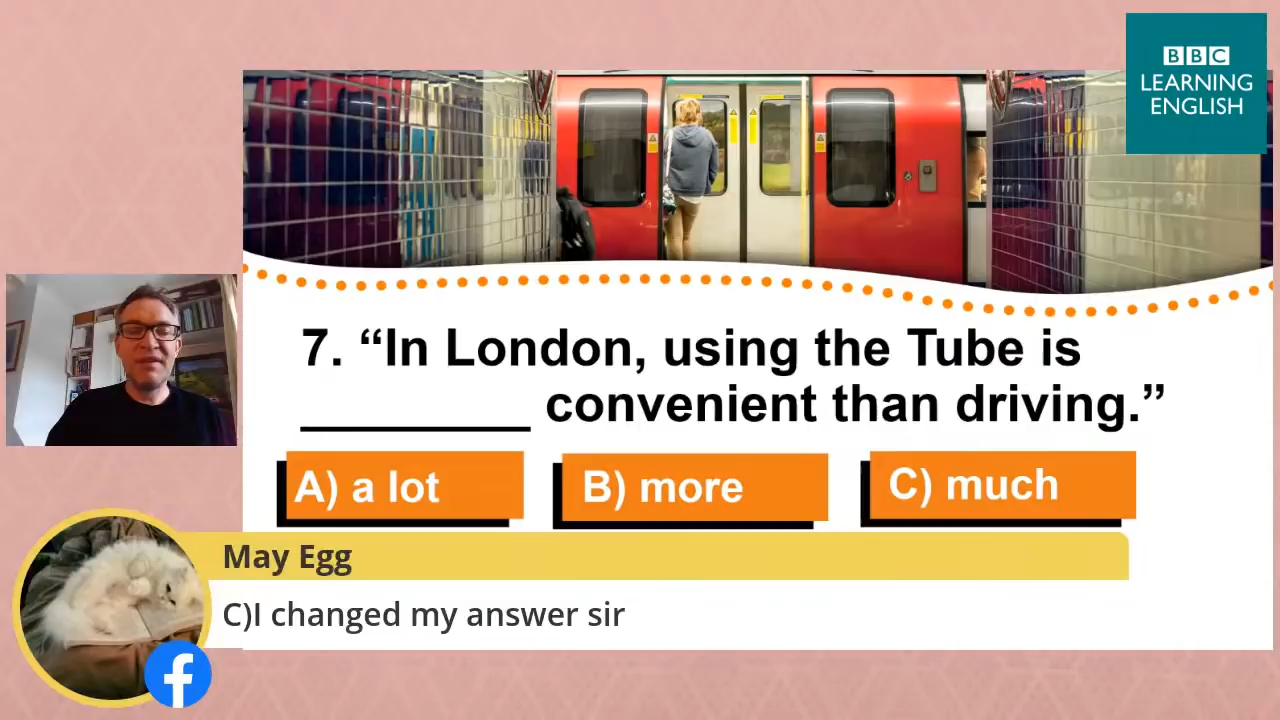 BBC
LEARNING
ENGLISH
7. “In London, using the Tube is
_________ convenient than driving.”
A) a lot
B) more
C) much
May Egg
C)I changed my answer sir